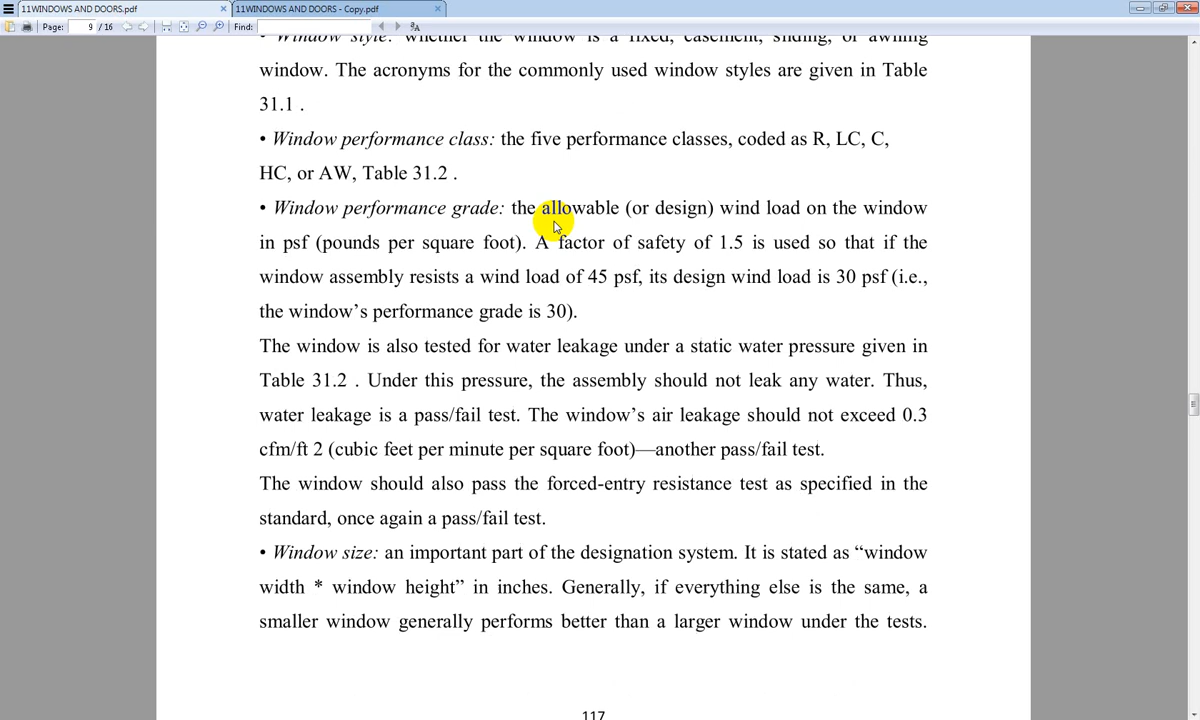 11WINDOWS AND DOORS.pdf
11WINDOWS AND DOORS - Copy.pdf
Page: 9 / 16 Find:
• Window style: whether the window is a fixed, casement, sliding, or awning
window. The acronyms for the commonly used window styles are given in Table
31.1 .
• Window performance class: the five performance classes, coded as R, LC, C,
HC, or AW, Table 31.2 .
• Window performance grade: the allowable (or design) wind load on the window
in psf (pounds per square foot). A factor of safety of 1.5 is used so that if the
window assembly resists a wind load of 45 psf, its design wind load is 30 psf (i.e.,
the window’s performance grade is 30).
The window is also tested for water leakage under a static water pressure given in
Table 31.2 . Under this pressure, the assembly should not leak any water. Thus,
water leakage is a pass/fail test. The window’s air leakage should not exceed 0.3
cfm/ft 2 (cubic feet per minute per square foot)—another pass/fail test.
The window should also pass the forced-entry resistance test as specified in the
standard, once again a pass/fail test.
• Window size: an important part of the designation system. It is stated as “window
width * window height” in inches. Generally, if everything else is the same, a
smaller window generally performs better than a larger window under the tests.
117